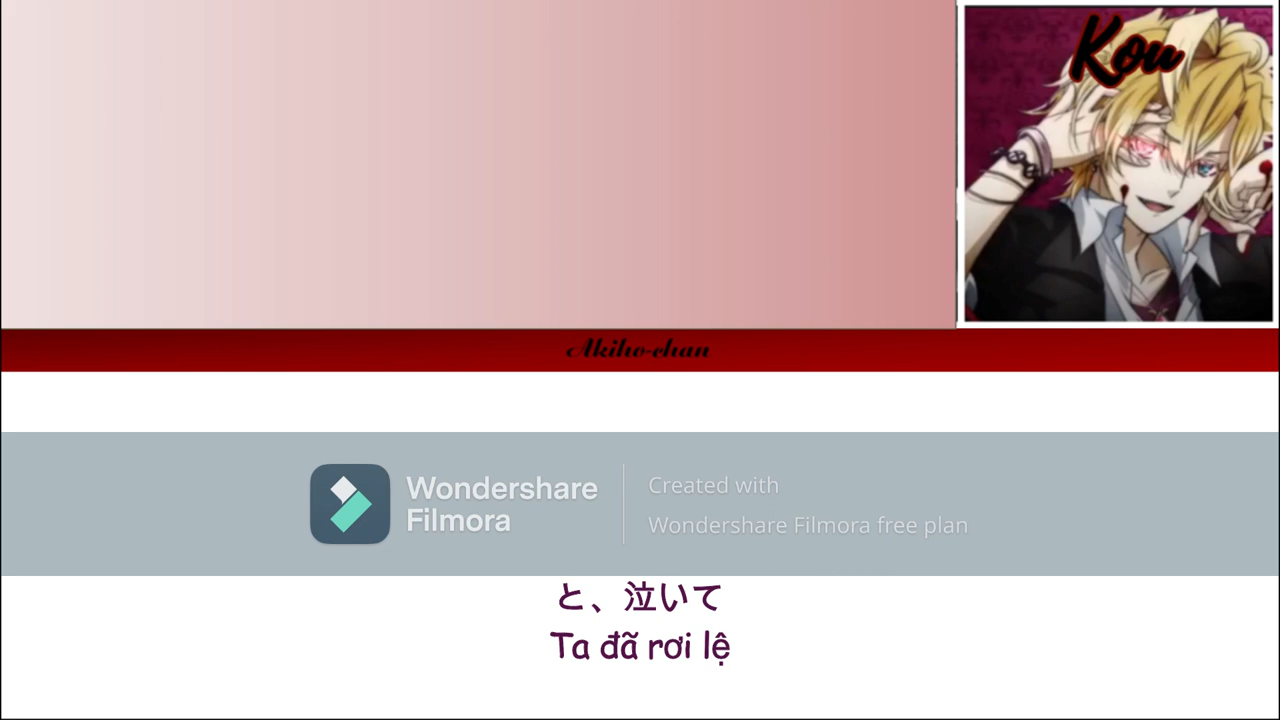 Kou
Akiho-chan
Wondershare
Filmora
Created with
Wondershare Filmora free plan
と、泣いて
Ta đã rơi lệ